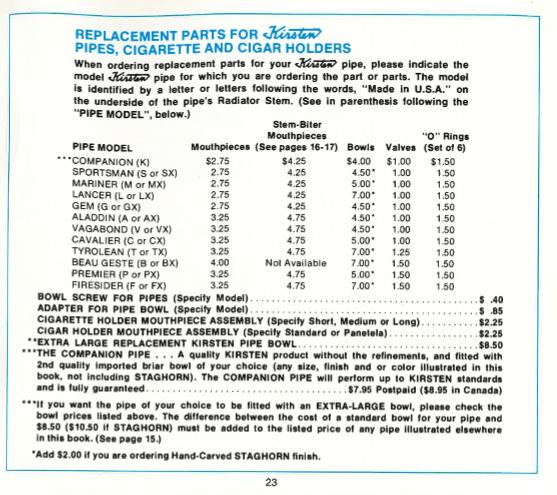 REPLACEMENT PARTS FOR Kirsten
PIPES, CIGARETTE AND CIGAR HOLDERS
When ordering replacement parts for your Kirsten pipe, please indicate the
model Kirsten pipe for which you are ordering the part or parts. The model
is identified by a letter or letters following the words, "Made in U.S.A." on
the underside of the pipe's Radiator Stem. (See in parenthesis following the
"PIPE MODEL", below.)
Stem-Biter
Mouthpieces "O" Rings
PIPE MODEL Mouthpieces (See pages 16-17) Bowls Valves (Set of 6)
***COMPANION (K) $2.75 $4.25 $4.00 $1.00 $1.50
SPORTSMAN (S or SX) 2.75 4.25 4.50* 1.00 1.50
MARINER (M or MX) 2.75 4.25 5.00* 1.00 1.50
LANCER (L or LX) 2.75 4.25 7.00* 1.00 1.50
GEM (G or GX) 2.75 4.25 4.50* 1.00 1.50
ALADDIN (A or AX) 3.25 4.75 4.50* 1.00 1.50
VAGABOND (V or VX) 3.25 4.75 4.50* 1.00 1.50
CAVALIER (C or CX) 3.25 4.75 5.00* 1.00 1.50
TYROLEAN (T or TX) 3.25 4.75 7.00* 1.25 1.50
BEAU GESTE (B or BX) 4.00 Not Available 7.00* 1.50 1.50
PREMIER (P or PX) 3.25 4.75 5.00* 1.50 1.50
FIRESIDER (F or FX) 3.25 4.75 7.00* 1.50 1.50
BOWL SCREW FOR PIPES (Specify Model)........................................$ .40
ADAPTER FOR PIPE BOWL (Specify Model)........................................$ .85
CIGARETTE HOLDER MOUTHPIECE ASSEMBLY (Specify Short, Medium or Long)..........$2.25
CIGAR HOLDER MOUTHPIECE ASSEMBLY (Specify Standard or Panetela)...............$2.25
**EXTRA LARGE REPLACEMENT KIRSTEN PIPE BOWL..................................$8.50
***THE COMPANION PIPE . . . A quality KIRSTEN product without the refinements, and fitted with
2nd quality imported briar bowl of your choice (any size, finish and or color illustrated in this
book, not including STAGHORN). The COMPANION PIPE will perform up to KIRSTEN standards
and is fully guaranteed........................................$7.95 Postpaid ($8.95 in Canada)
***If you want the pipe of your choice to be fitted with an EXTRA-LARGE bowl, please check the
bowl prices listed above. The difference between the cost of a standard bowl for your pipe and
$8.50 ($10.50 if STAGHORN) must be added to the listed price of any pipe illustrated elsewhere
in this book. (See page 15.)
*Add $2.00 if you are ordering Hand-Carved STAGHORN finish.
23